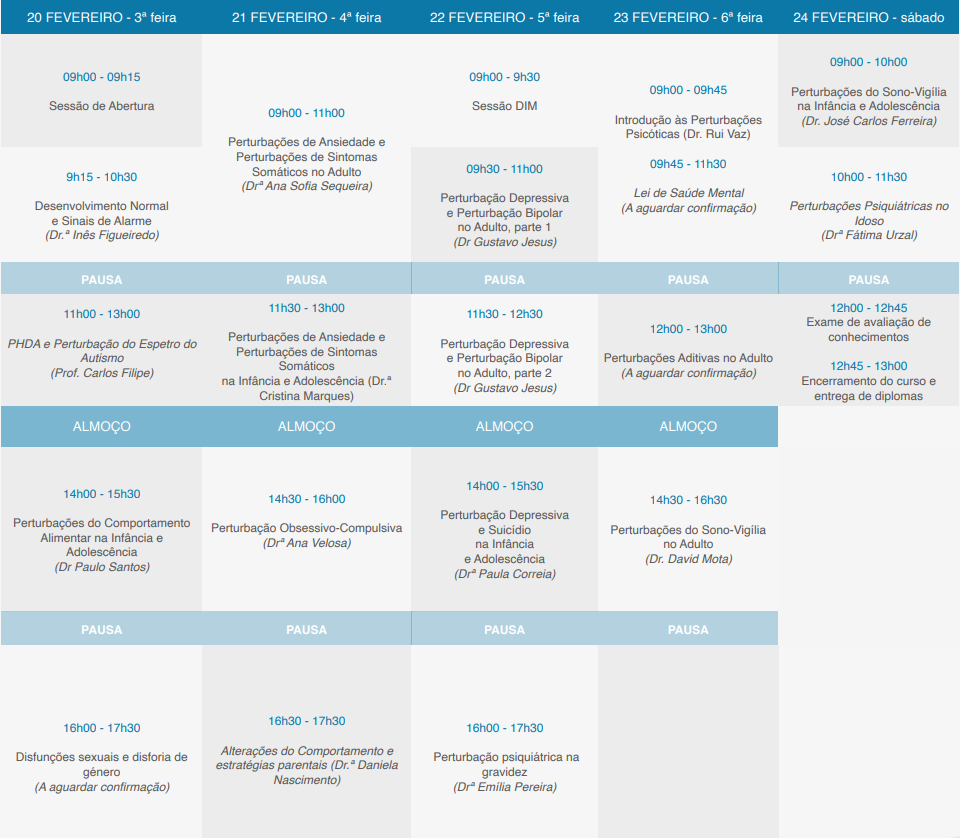 20 FEVEREIRO - 3ª feira
21 FEVEREIRO - 4ª feira
22 FEVEREIRO - 5ª feira
23 FEVEREIRO - 6ª feira
24 FEVEREIRO - sábado
09h00 - 09h15
Sessão de Abertura
09h00 - 11h00
Perturbações de Ansiedade e
Perturbações de Sintomas
Somáticos no Adulto
(Drª Ana Sofia Sequeira)
09h00 - 9h30
Sessão DIM
09h00 - 09h45
Introdução às Perturbações
Psicóticas (Dr. Rui Vaz)
09h00 - 10h00
Perturbações do Sono-Vigília
na Infância e Adolescência
(Dr. José Carlos Ferreira)
9h15 - 10h30
Desenvolvimento Normal
e Sinais de Alarme
(Dr.ª Inês Figueiredo)
09h30 - 11h00
Perturbação Depressiva
e Perturbação Bipolar
no Adulto, parte 1
(Dr Gustavo Jesus)
09h45 - 11h30
Lei de Saúde Mental
(A aguardar confirmação)
10h00 - 11h30
Perturbações Psiquiátricas no
Idoso
(Drª Fátima Urzal)
PAUSA
PAUSA
PAUSA
PAUSA
PAUSA
11h00 - 13h00
PHDA e Perturbação do Espetro do
Autismo
(Prof. Carlos Filipe)
11h30 - 13h00
Perturbações de Ansiedade e
Perturbações de Sintomas
Somáticos
na Infância e Adolescência (Dr.ª
Cristina Marques)
11h30 - 12h30
Perturbação Depressiva
e Perturbação Bipolar
no Adulto, parte 2
(Dr Gustavo Jesus)
12h00 - 13h00
Perturbações Aditivas no Adulto
(A aguardar confirmação)
12h00 - 12h45
Exame de avaliação de
conhecimentos
12h45 - 13h00
Encerramento do curso e
entrega de diplomas
ALMOÇO
ALMOÇO
ALMOÇO
ALMOÇO
14h00 - 15h30
Perturbações do Comportamento
Alimentar na Infância e
Adolescência
(Dr Paulo Santos)
14h30 - 16h00
Perturbação Obsessivo-Compulsiva
(Drª Ana Velosa)
14h00 - 15h30
Perturbação Depressiva
e Suicídio
na Infância
e Adolescência
(Drª Paula Correia)
14h30 - 16h30
Perturbações do Sono-Vigília
no Adulto
(Dr. David Mota)
PAUSA
PAUSA
PAUSA
PAUSA
16h00 - 17h30
Disfunções sexuais e disforia de
género
(A aguardar confirmação)
16h30 - 17h30
Alterações do Comportamento e
estratégias parentais (Dr.ª Daniela
Nascimento)
16h00 - 17h30
Perturbação psiquiátrica na
gravidez
(Drª Emília Pereira)